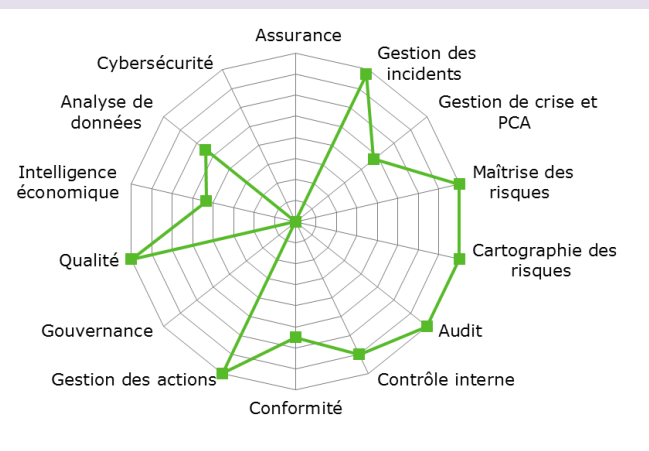 Assurance
Gestion des
incidents
Gestion de crise et
PCA
Maîtrise des
risques
Cartographie des
risques
Audit
Contrôle interne
Conformité
Gestion des actions
Gouvernance
Qualité
Intelligence
économique
Analyse de
données
Cybersécurité